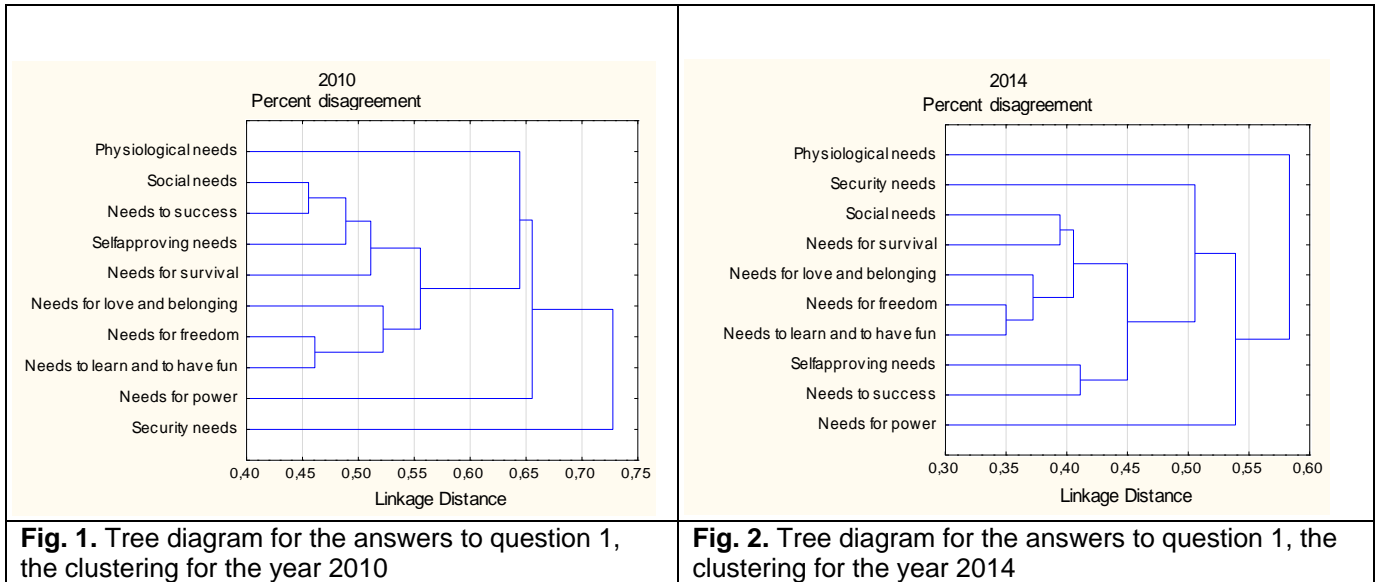 2010
Percent disagreement
Physiological needs
Social needs
Needs to success
Selfapproving needs
Needs for survival
Needs for love and belonging
Needs for freedom
Needs to learn and to have fun
Needs for power
Security needs
0,40 0,45 0,50 0,55 0,60 0,65 0,70 0,75
Linkage Distance
Fig. 1. Tree diagram for the answers to question 1,
the clustering for the year 2010
2014
Percent disagreement
Physiological needs
Security needs
Social needs
Needs for survival
Needs for love and belonging
Needs for freedom
Needs to learn and to have fun
Selfapproving needs
Needs to success
Needs for power
0,30 0,35 0,40 0,45 0,50 0,55 0,60
Linkage Distance
Fig. 2. Tree diagram for the answers to question 1, the
clustering for the year 2014